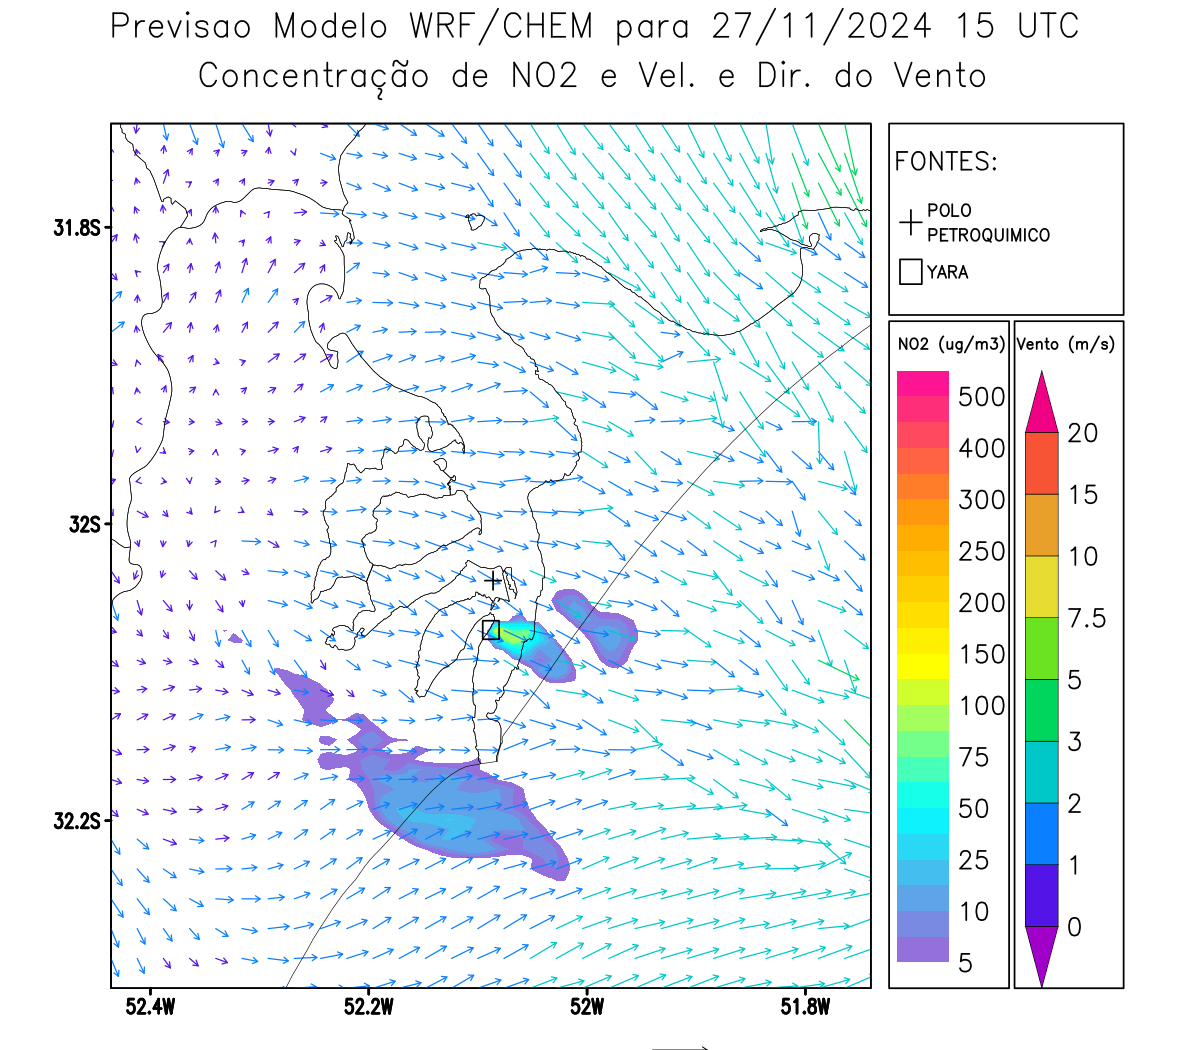 Previsao Modelo WRF/CHEM para 27/11/2024 15 UTC
Concentração de NO2 e Vel. e Dir. do Vento
FONTES:
POLO
PETROQUIMICO
YARA
NO2 (ug/m3)
500
400
300
250
200
150
100
75
50
25
10
5
Vento (m/s)
20
15
10
7.5
5
3
2
1
0
31.8S
32S
32.2S
52.4W
52.2W
52W
51.8W